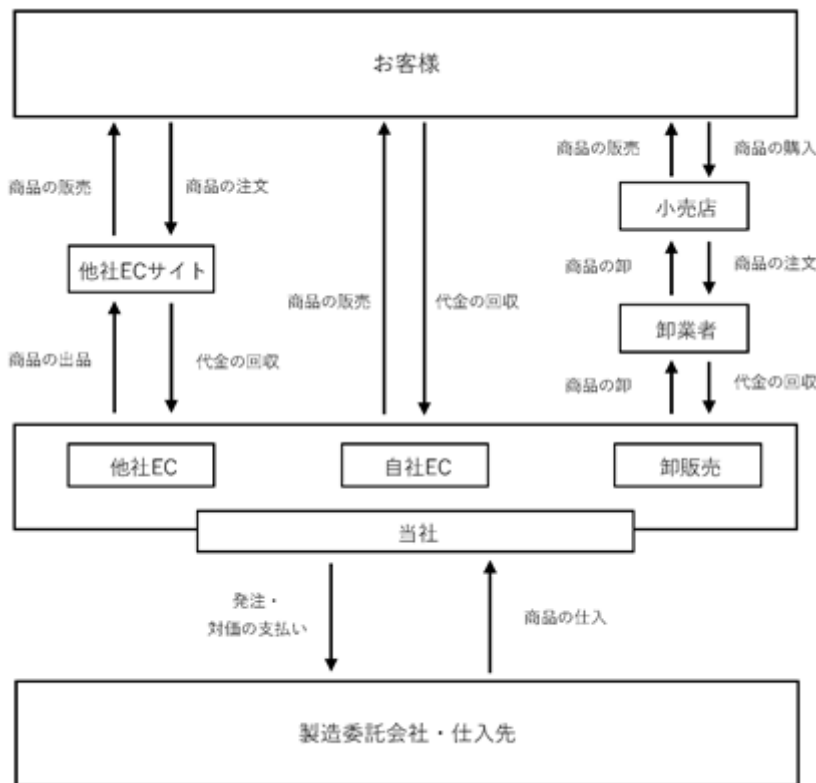 お客様
商品の販売
商品の注文
商品の販売
商品の購入
小売店
他社ECサイト
商品の卸
商品の注文
商品の販売
代金の回収
卸業者
商品の出品
代金の回収
商品の卸
代金の回収
他社EC
自社EC
卸販売
当社
発注・
対価の支払い
商品の仕入
製造委託会社・仕入先